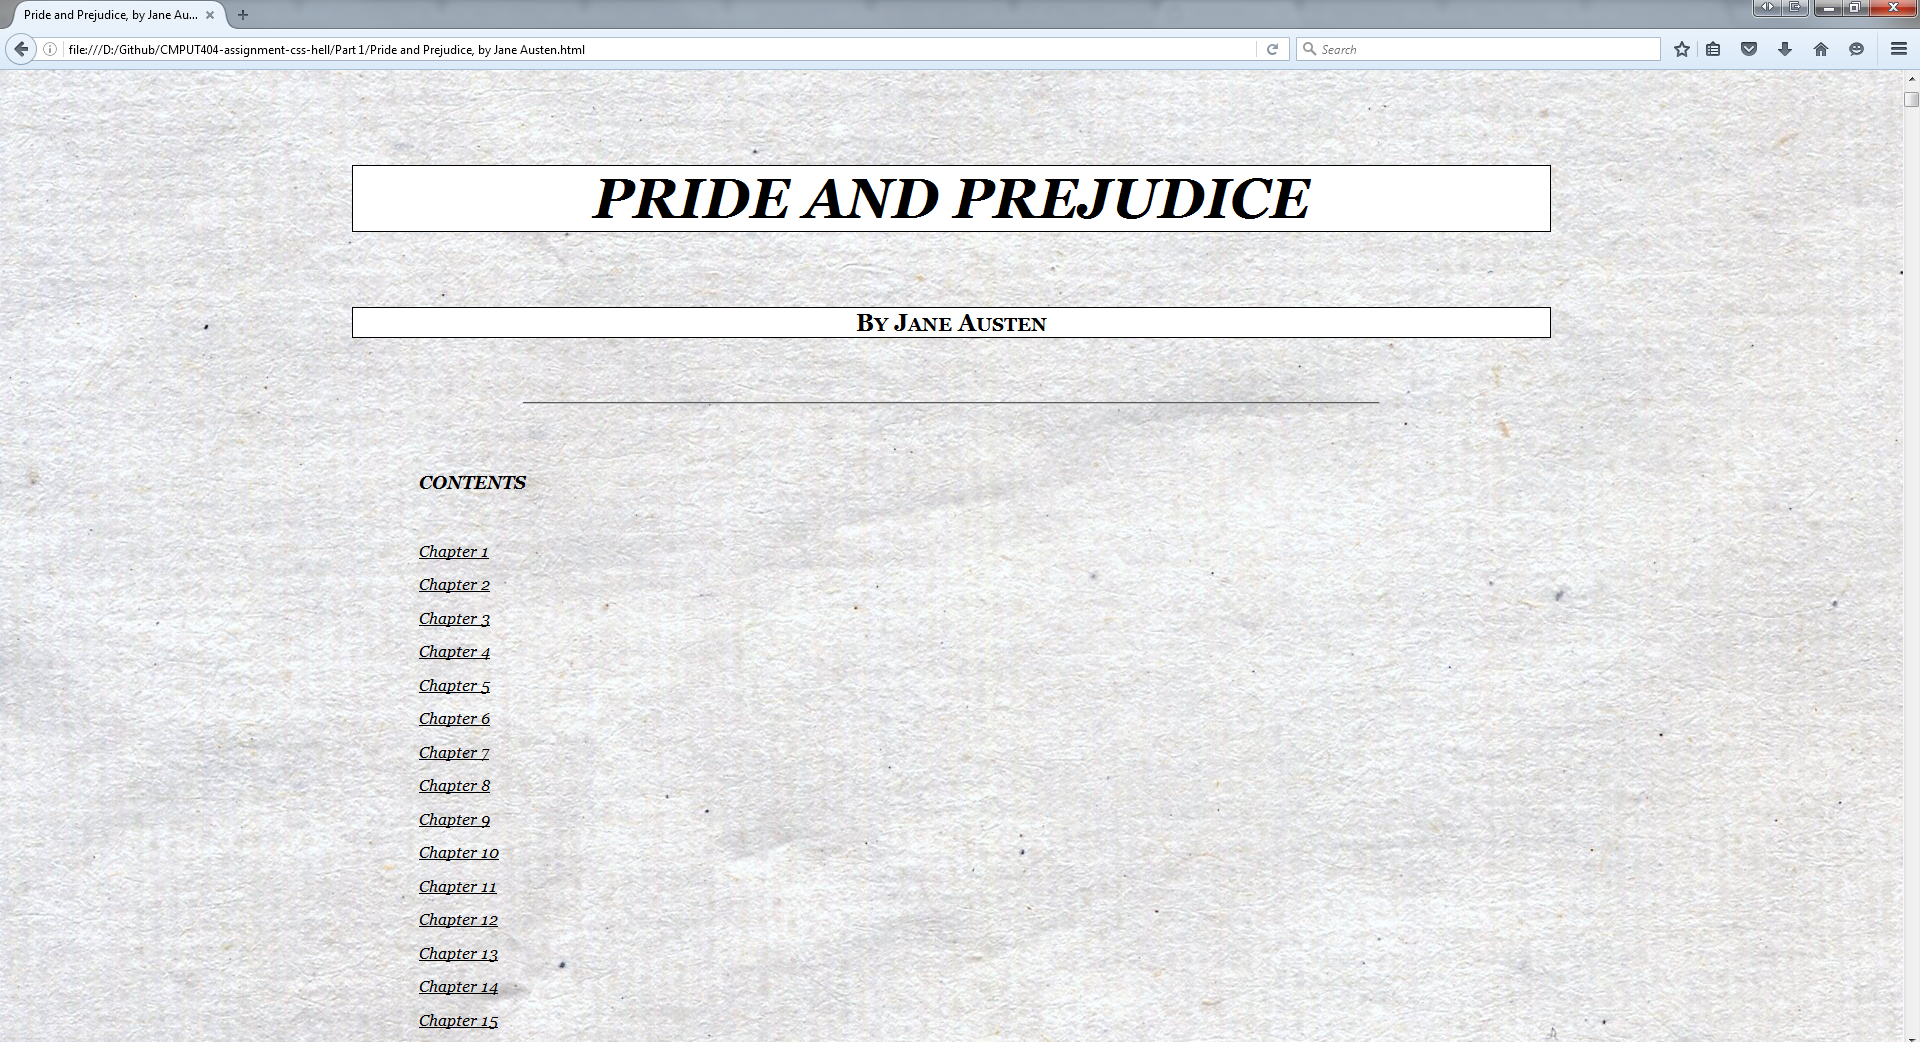 Pride and Prejudice, by Jane Au...
file:///D:/Github/CMPUT404-assignment-css-hell/Part 1/Pride and Prejudice, by Jane Austen.html
Search
PRIDE AND PREJUDICE
By Jane Austen
CONTENTS
Chapter 1
Chapter 2
Chapter 3
Chapter 4
Chapter 5
Chapter 6
Chapter 7
Chapter 8
Chapter 9
Chapter 10
Chapter 11
Chapter 12
Chapter 13
Chapter 14
Chapter 15